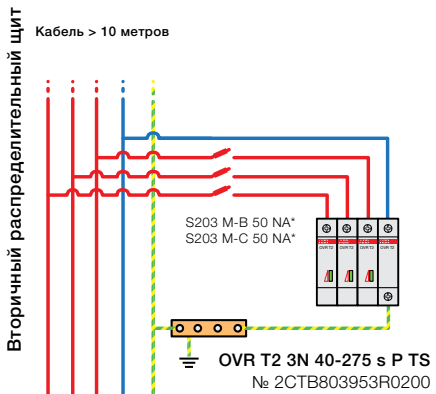 Вторичный распределительный щит
Кабель > 10 метров
S203 M-B 50 NA*
S203 M-C 50 NA*
OVR T2 OVR T2 OVR T2 OVR T2
OVR T2 3N 40-275 s P TS
№ 2CTB803953R0200